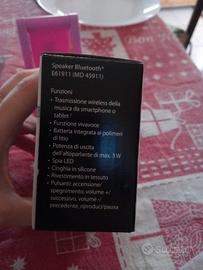 Speaker Bluetooth®
E61911 (MD 45911)
Funzioni
• Trasmissione wireless della
musica da smartphone o
tablet¹
• Funzione vivavoce
• Batteria integrata ai polimeri
di litio
• Potenza di uscita
dell'altoparlante di max. 3 W
• Spia LED
• Cinghia in silicone
• Rivestimento in tessuto
• Pulsanti: accensione/
spegnimento, volume +/
successivo, volume -/
precedente, riproduci/pausa
subito